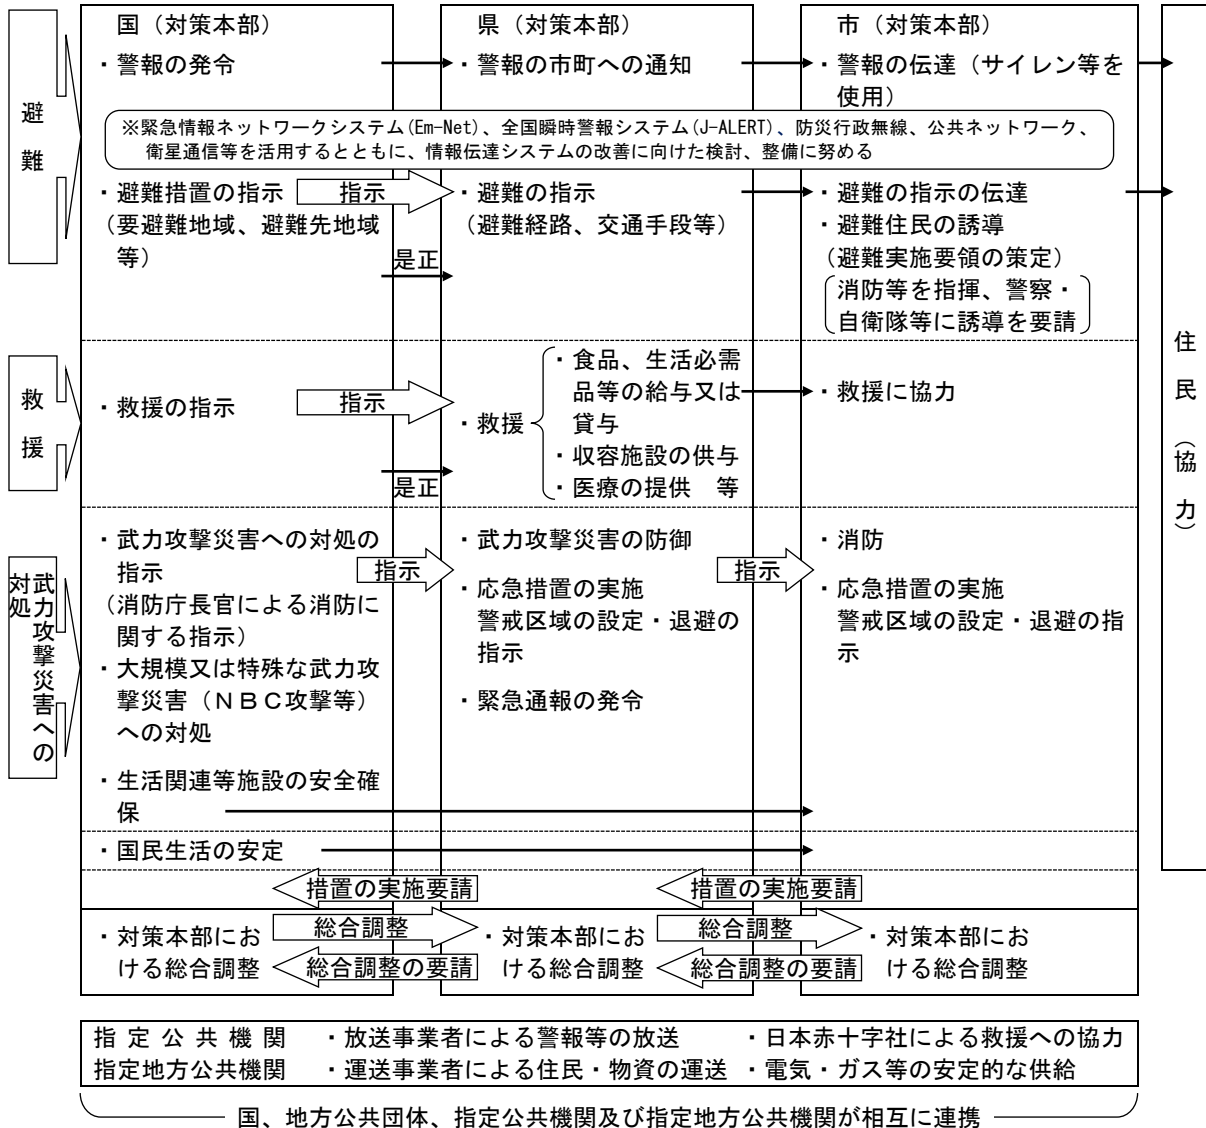 避難
国（対策本部）
・警報の発令
県（対策本部）
・警報の市町への通知
市（対策本部）
・警報の伝達（サイレン等を
使用）
※緊急情報ネットワークシステム(Em-Net)、全国瞬時警報システム(J-ALERT)、防災行政無線、公共ネットワーク、
衛星通信等を活用するとともに、情報伝達システムの改善に向けた検討、整備に努める
・避難措置の指示
（要避難地域、避難先地域
等）
指示
是正
・避難の指示
（避難経路、交通手段等）
・避難の指示の伝達
・避難住民の誘導
（避難実施要領の策定）
消防等を指揮、警察・
自衛隊等に誘導を要請
救援
・救援の指示
指示
是正
・救援
・食品、生活必需
品等の給与又は
貸与
・収容施設の供与
・医療の提供　等
・救援に協力
武力攻撃災害への
対処
・武力攻撃災害への対処の
指示
（消防庁長官による消防に
関する指示）
・大規模又は特殊な武力攻
撃災害（ＮＢＣ攻撃等）
への対処
・生活関連等施設の安全確
保
指示
・武力攻撃災害の防御
・応急措置の実施
警戒区域の設定・退避の
指示
・緊急通報の発令
指示
・消防
・応急措置の実施
警戒区域の設定・退避の指
示
・国民生活の安定
措置の実施要請
措置の実施要請
・対策本部にお
ける総合調整
総合調整
総合調整の要請
・対策本部にお
ける総合調整
総合調整
総合調整の要請
・対策本部にお
ける総合調整
住民（協力）
指定公共機関　・放送事業者による警報等の放送　・日本赤十字社による救援への協力
指定地方公共機関　・運送事業者による住民・物資の運送　・電気・ガス等の安定的な供給
国、地方公共団体、指定公共機関及び指定地方公共機関が相互に連携